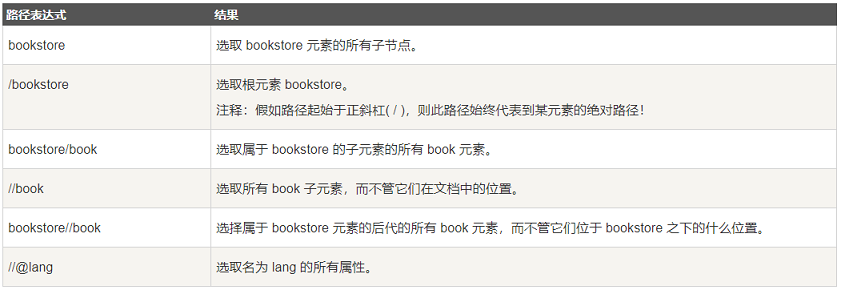 路径表达式 结果
bookstore 选取 bookstore 元素的所有子节点。
/bookstore 选取根元素 bookstore。
注释：假如路径起始于正斜杠( / )，则此路径始终代表到某元素的绝对路径！
bookstore/book 选取属于 bookstore 的子元素的所有 book 元素。
//book 选取所有 book 子元素，而不管它们在文档中的位置。
bookstore//book 选择属于 bookstore 元素的后代的所有 book 元素，而不管它们位于 bookstore 之下的什么位置。
//@lang 选取名为 lang 的所有属性。